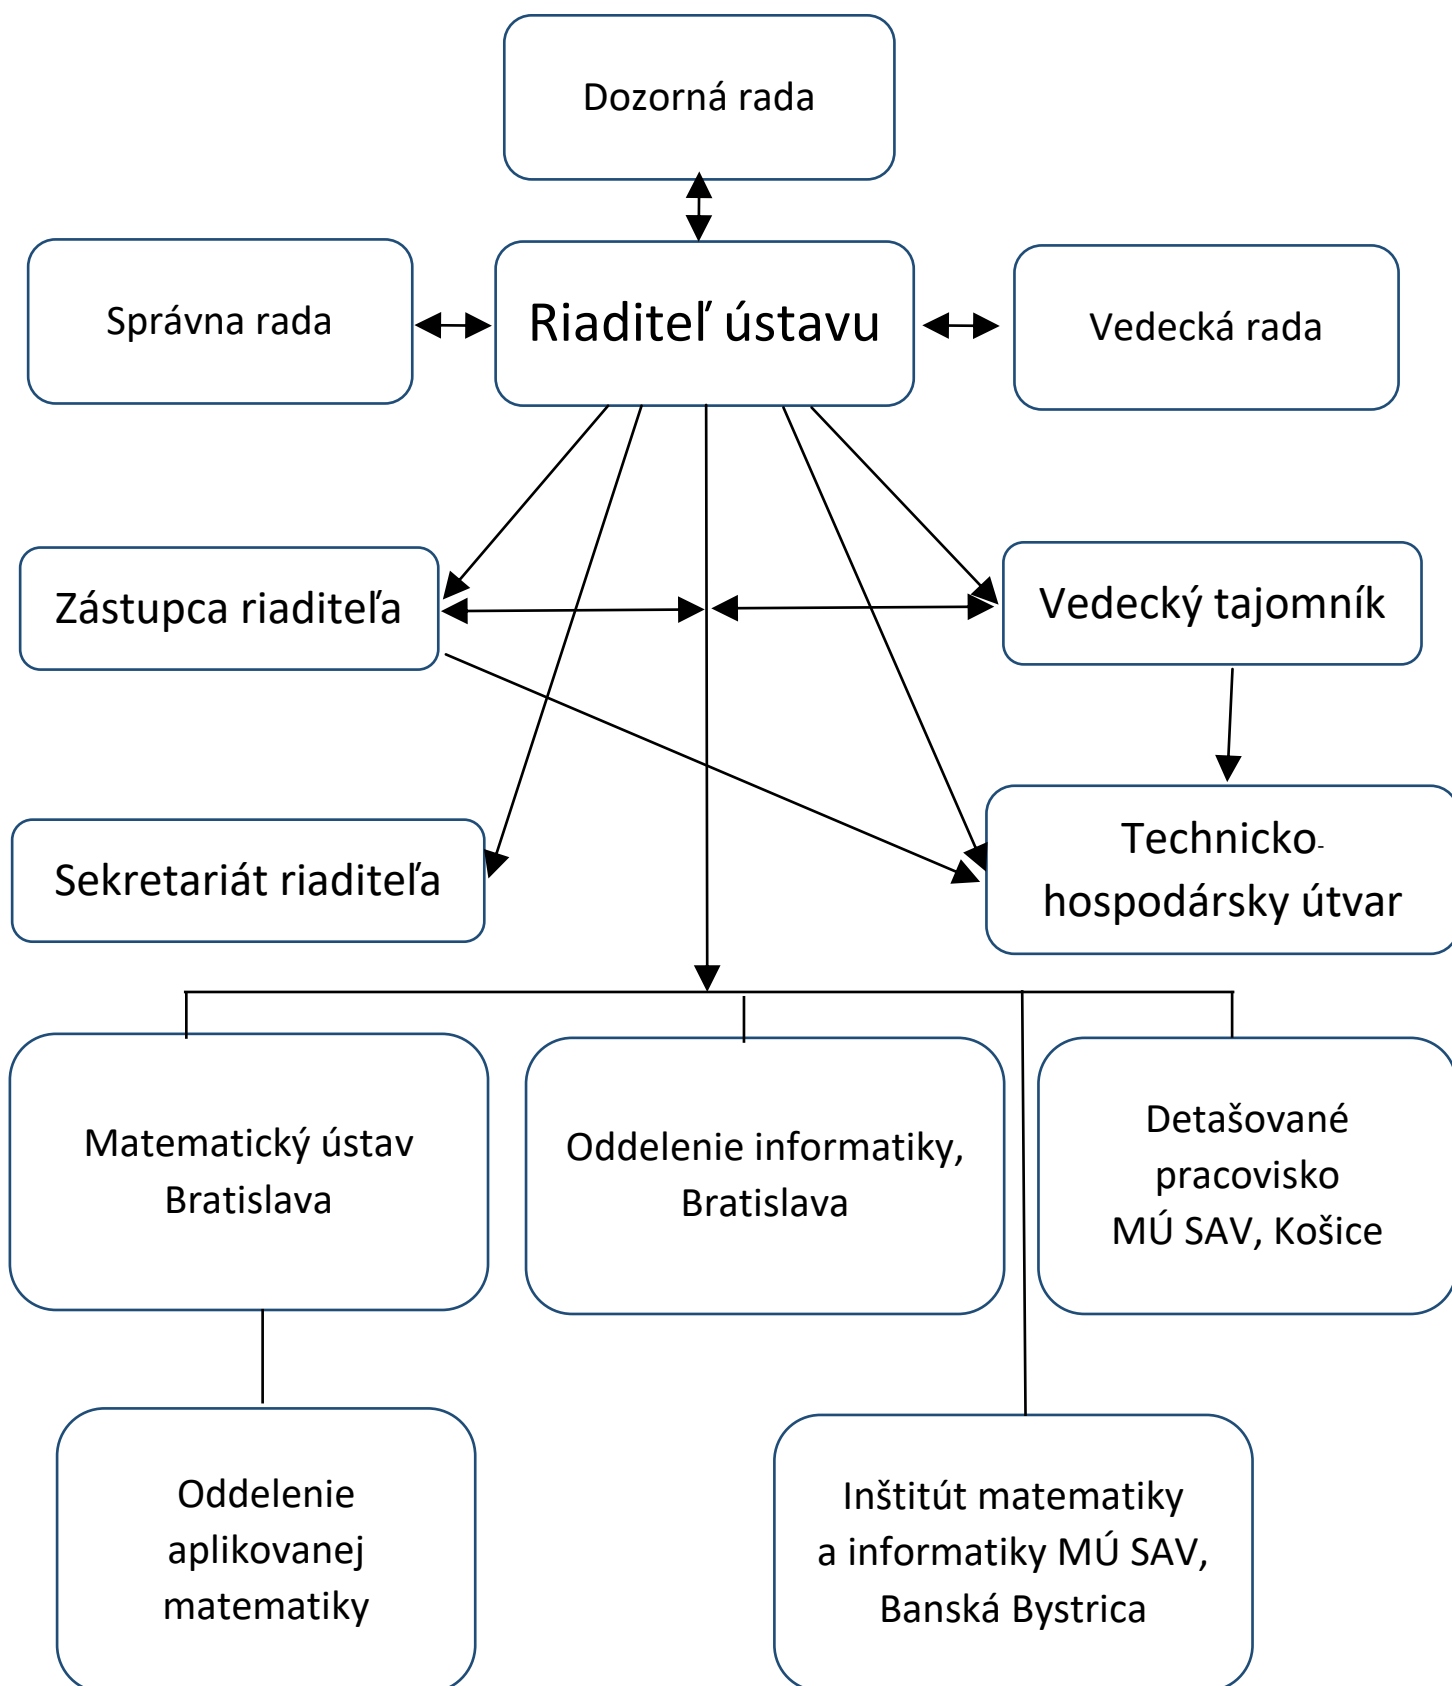 Dozorná rada
Správna rada
Riaditeľ ústavu
Vedecká rada
Zástupca riaditeľa
Vedecký tajomník
Sekretariát riaditeľa
Technicko-
hospodársky útvar
Matematický ústav
Bratislava
Oddelenie informatiky,
Bratislava
Detašované
pracovisko
MÚ SAV, Košice
Oddelenie
aplikovanej
matematiky
Inštitút matematiky
a informatiky MÚ SAV,
Banská Bystrica